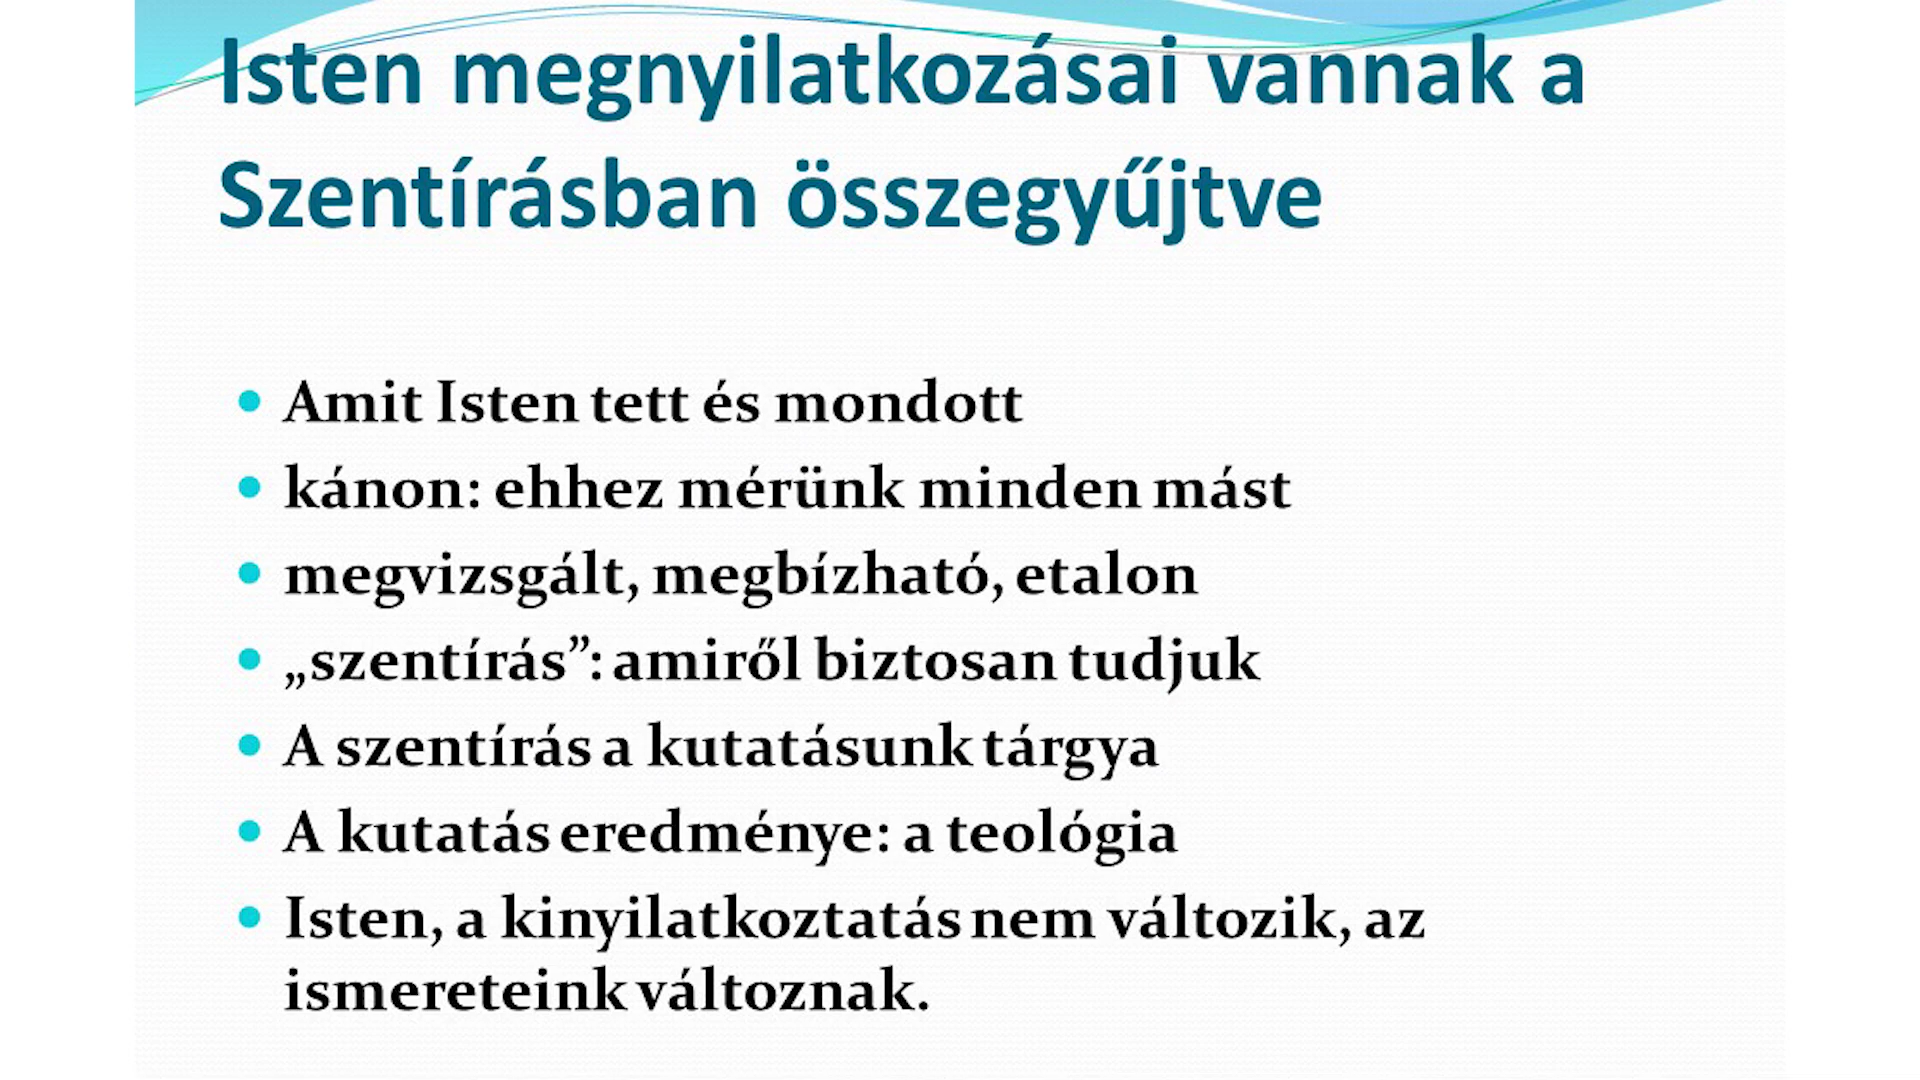 Isten megnyilatkozásai vannak a
Szentírásban összegyűjtve
• Amit Isten tett és mondott
• kánon: ehhez mérünk minden mást
• megvizsgált, megbízható, etalon
• „szentírás”: amiről biztosan tudjuk
• A szentírás a kutatásunk tárgya
• A kutatás eredménye: a teológia
• Isten, a kinyilatkoztatás nem változik, az
ismereteink változnak.